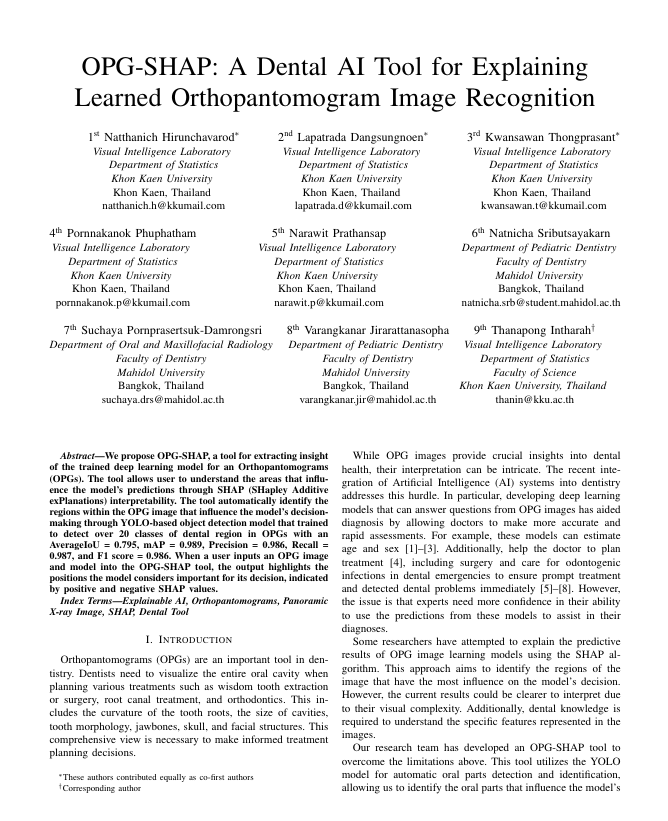 OPG-SHAP: A Dental AI Tool for Explaining
Learned Orthopantomogram Image Recognition
1st Natthanich Hirunchavarod*
Visual Intelligence Laboratory
Department of Statistics
Khon Kaen University
Khon Kaen, Thailand
natthanich.h@kkumail.com
2nd Lapatrada Dangsungnoen*
Visual Intelligence Laboratory
Department of Statistics
Khon Kaen University
Khon Kaen, Thailand
lapatrada.d@kkumail.com
3rd Kwansawan Thongprasant*
Visual Intelligence Laboratory
Department of Statistics
Khon Kaen University
Khon Kaen, Thailand
kwansawan.t@kkumail.com
4th Pornnakanok Phuphatham
Visual Intelligence Laboratory
Department of Statistics
Khon Kaen University
Khon Kaen, Thailand
pornnakanok.p@kkumail.com
5th Narawit Prathansap
Visual Intelligence Laboratory
Department of Statistics
Khon Kaen University
Khon Kaen, Thailand
narawit.p@kkumail.com
6th Natnicha Sributsayakarn
Department of Pediatric Dentistry
Faculty of Dentistry
Mahidol University
Bangkok, Thailand
natnicha.srb@student.mahidol.ac.th
7th Suchaya Pornprasertsuk-Damrongsri
Department of Oral and Maxillofacial Radiology
Faculty of Dentistry
Mahidol University
Bangkok, Thailand
suchaya.drs@mahidol.ac.th
8th Varangkanar Jirarattanasopha
Department of Pediatric Dentistry
Faculty of Dentistry
Mahidol University
Bangkok, Thailand
varangkanar.jir@mahidol.ac.th
9th Thanapong Intharah†
Visual Intelligence Laboratory
Department of Statistics
Faculty of Science
Khon Kaen University, Thailand
thanin@kku.ac.th
Abstract—We propose OPG-SHAP, a tool for extracting insight
of the trained deep learning model for an Orthopantomograms
(OPGs). The tool allows user to understand the areas that influ-
ence the model's predictions through SHAP (SHapley Additive
exPlanations) interpretability. The tool automatically identify the
regions within the OPG image that influence the model's decision-
making through YOLO-based object detection model that trained
to detect over 20 classes of dental region in OPGs with an
AverageIoU = 0.795, mAP = 0.989, Precision = 0.986, Recall =
0.987, and F1 score = 0.986. When a user inputs an OPG image
and model into the OPG-SHAP tool, the output highlights the
positions the model considers important for its decision, indicated
by positive and negative SHAP values.
Index Terms—Explainable AI, Orthopantomograms, Panoramic
X-ray Image, SHAP, Dental Tool
I. Introduction
Orthopantomograms (OPGs) are an important tool in den-
tistry. Dentists need to visualize the entire oral cavity when
planning various treatments such as wisdom tooth extraction
or surgery, root canal treatment, and orthodontics. This in-
cludes the curvature of the tooth roots, the size of cavities,
tooth morphology, jawbones, skull, and facial structures. This
comprehensive view is necessary to make informed treatment
planning decisions.
*These authors contributed equally as co-first authors
†Corresponding author
While OPG images provide crucial insights into dental
health, their interpretation can be intricate. The recent inte-
gration of Artificial Intelligence (AI) systems into dentistry
addresses this hurdle. In particular, developing deep learning
models that can answer questions from OPG images has aided
diagnosis by allowing doctors to make more accurate and
rapid assessments. For example, these models can estimate
age and sex [1]–[3]. Additionally, help the doctor to plan
treatment [4], including surgery and care for odontogenic
infections in dental emergencies to ensure prompt treatment
and detected dental problems immediately [5]–[8]. However,
the issue is that experts need more confidence in their ability
to use the predictions from these models to assist in their
diagnoses.
Some researchers have attempted to explain the predictive
results of OPG image learning models using the SHAP al-
gorithm. This approach aims to identify the regions of the
image that have the most influence on the model's decision.
However, the current results could be clearer to interpret due
to their visual complexity. Additionally, dental knowledge is
required to understand the specific features represented in the
images.
Our research team has developed an OPG-SHAP tool to
overcome the limitations above. This tool utilizes the YOLO
model for automatic oral parts detection and identification,
allowing us to identify the oral parts that influence the model's